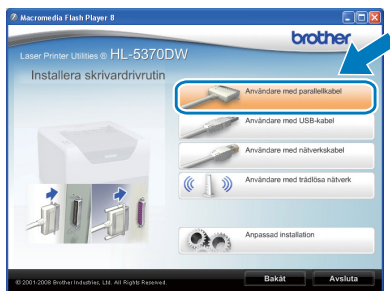 Macromedia Flash Player 8
brother
Laser Printer Utilities ® HL-5370DW
Installera skrivardrivrutin
Användare med parallellkabel
Användare med USB-kabel
Användare med nätverkskabel
Användare med trådlösa nätverk
Anpassad installation
© 2001-2008 Brother Industries, Ltd. All Rights Reserved.
Bakåt
Avsluta